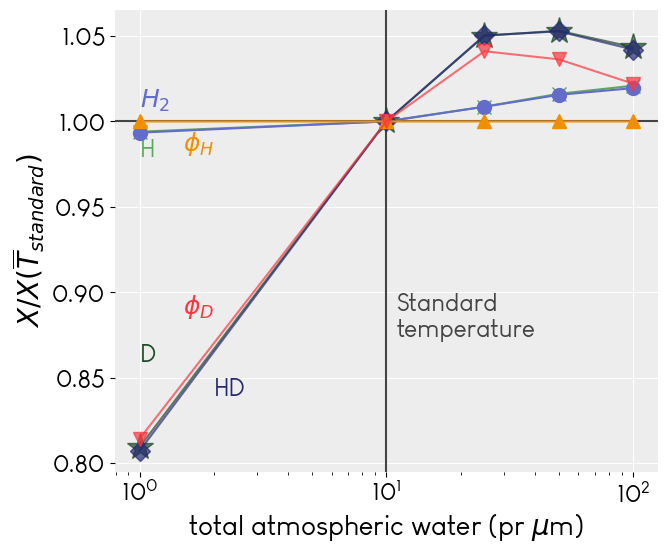 1.05
1.00
0.95
0.90
0.85
0.80
X/X(T̿_standard)
H₂
H
ϕ_H
ϕ_D
D
HD
Standard
temperature
10⁰
10¹
10²
total atmospheric water (pr μm)